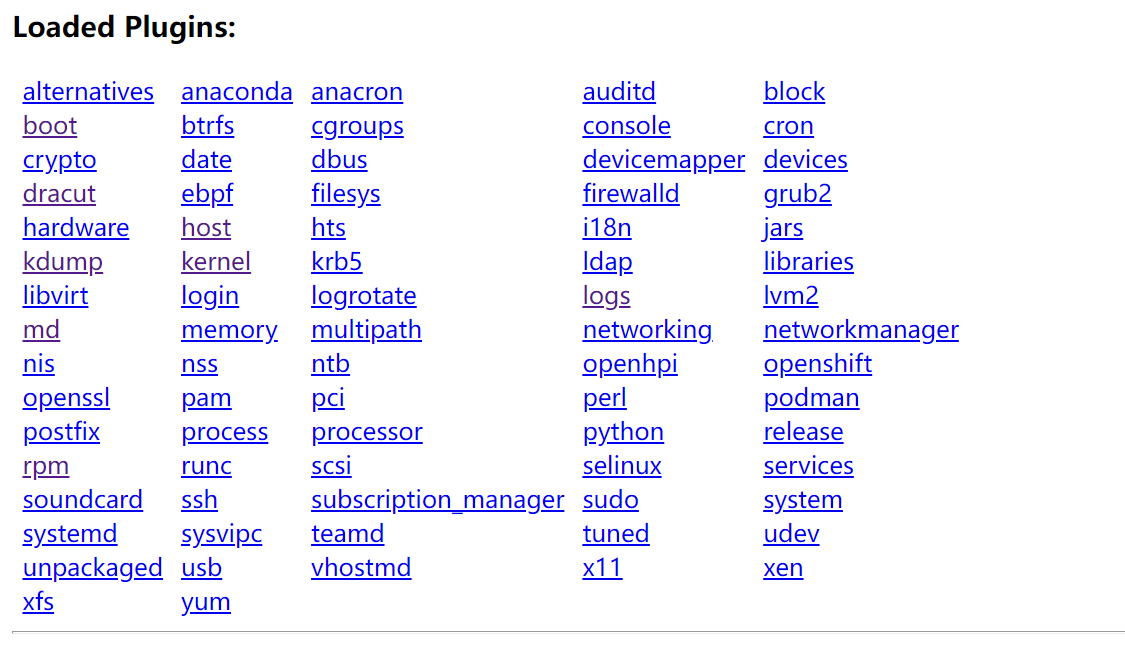 Loaded Plugins:
alternatives anaconda anacron auditd block
boot btrfs cgroups console cron
crypto date dbus devicemapper devices
dracut ebpf filesys firewalld grub2
hardware host hts i18n jars
kdump kernel krb5 ldap libraries
libvirt login logrotate logs lvm2
md memory multipath networking networkmanager
nis nss ntb openhpi openshift
openssl pam pci perl podman
postfix process processor python release
rpm runc scsi selinux services
soundcard ssh subscription_manager sudo system
systemd sysvipc teamd tuned udev
unpackaged usb vhostmd x11 xen
xfs yum